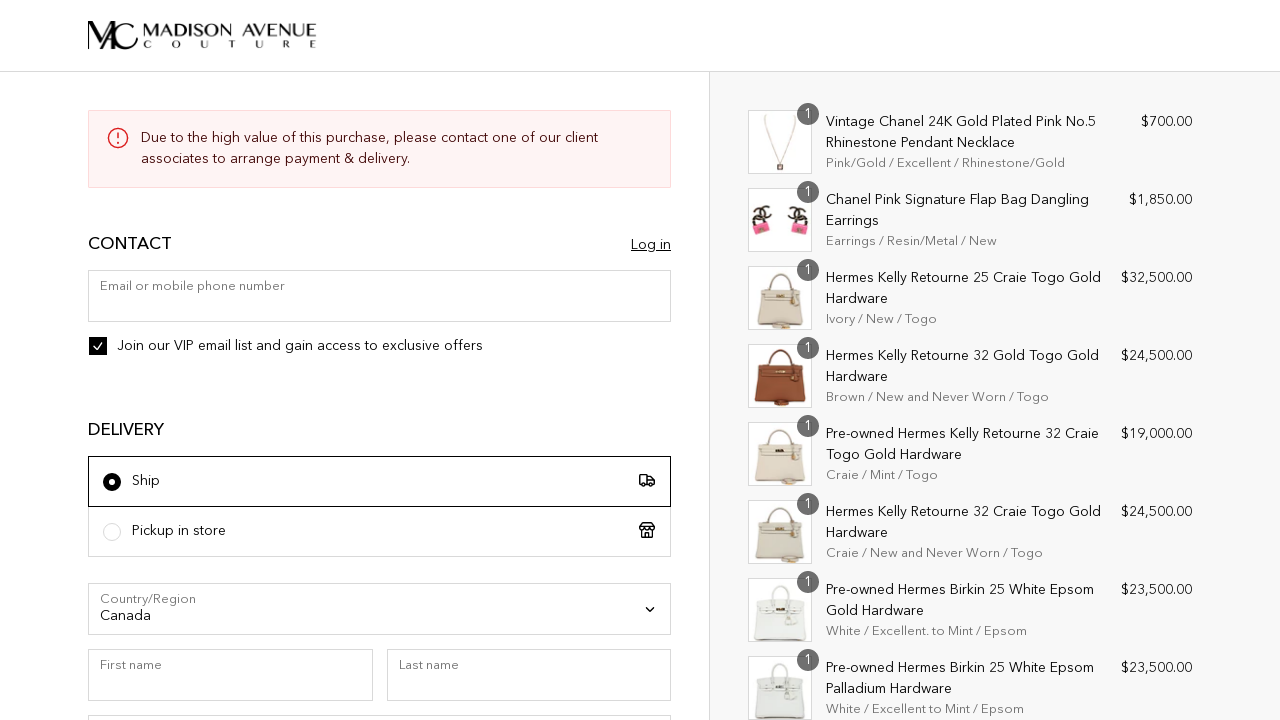 MC MADISON AVENUE
COUTURE
Due to the high value of this purchase, please contact one of our client
associates to arrange payment & delivery.
CONTACT
Log in
Email or mobile phone number
Join our VIP email list and gain access to exclusive offers
DELIVERY
Ship
Pickup in store
Country/Region
Canada
First name
Last name
1
Vintage Chanel 24K Gold Plated Pink No.5
Rhinestone Pendant Necklace
Pink/Gold / Excellent / Rhinestone/Gold
$700.00
1
Chanel Pink Signature Flap Bag Dangling
Earrings
Earrings / Resin/Metal / New
$1,850.00
1
Hermes Kelly Retourne 25 Craie Togo Gold
Hardware
Ivory / New / Togo
$32,500.00
1
Hermes Kelly Retourne 32 Gold Togo Gold
Hardware
Brown / New and Never Worn / Togo
$24,500.00
1
Pre-owned Hermes Kelly Retourne 32 Craie
Togo Gold Hardware
Craie / Mint / Togo
$19,000.00
1
Hermes Kelly Retourne 32 Craie Togo Gold
Hardware
Craie / New and Never Worn / Togo
$24,500.00
1
Pre-owned Hermes Birkin 25 White Epsom
Gold Hardware
White / Excellent. to Mint / Epsom
$23,500.00
1
Pre-owned Hermes Birkin 25 White Epsom
Palladium Hardware
White / Excellent to Mint / Epsom
$23,500.00